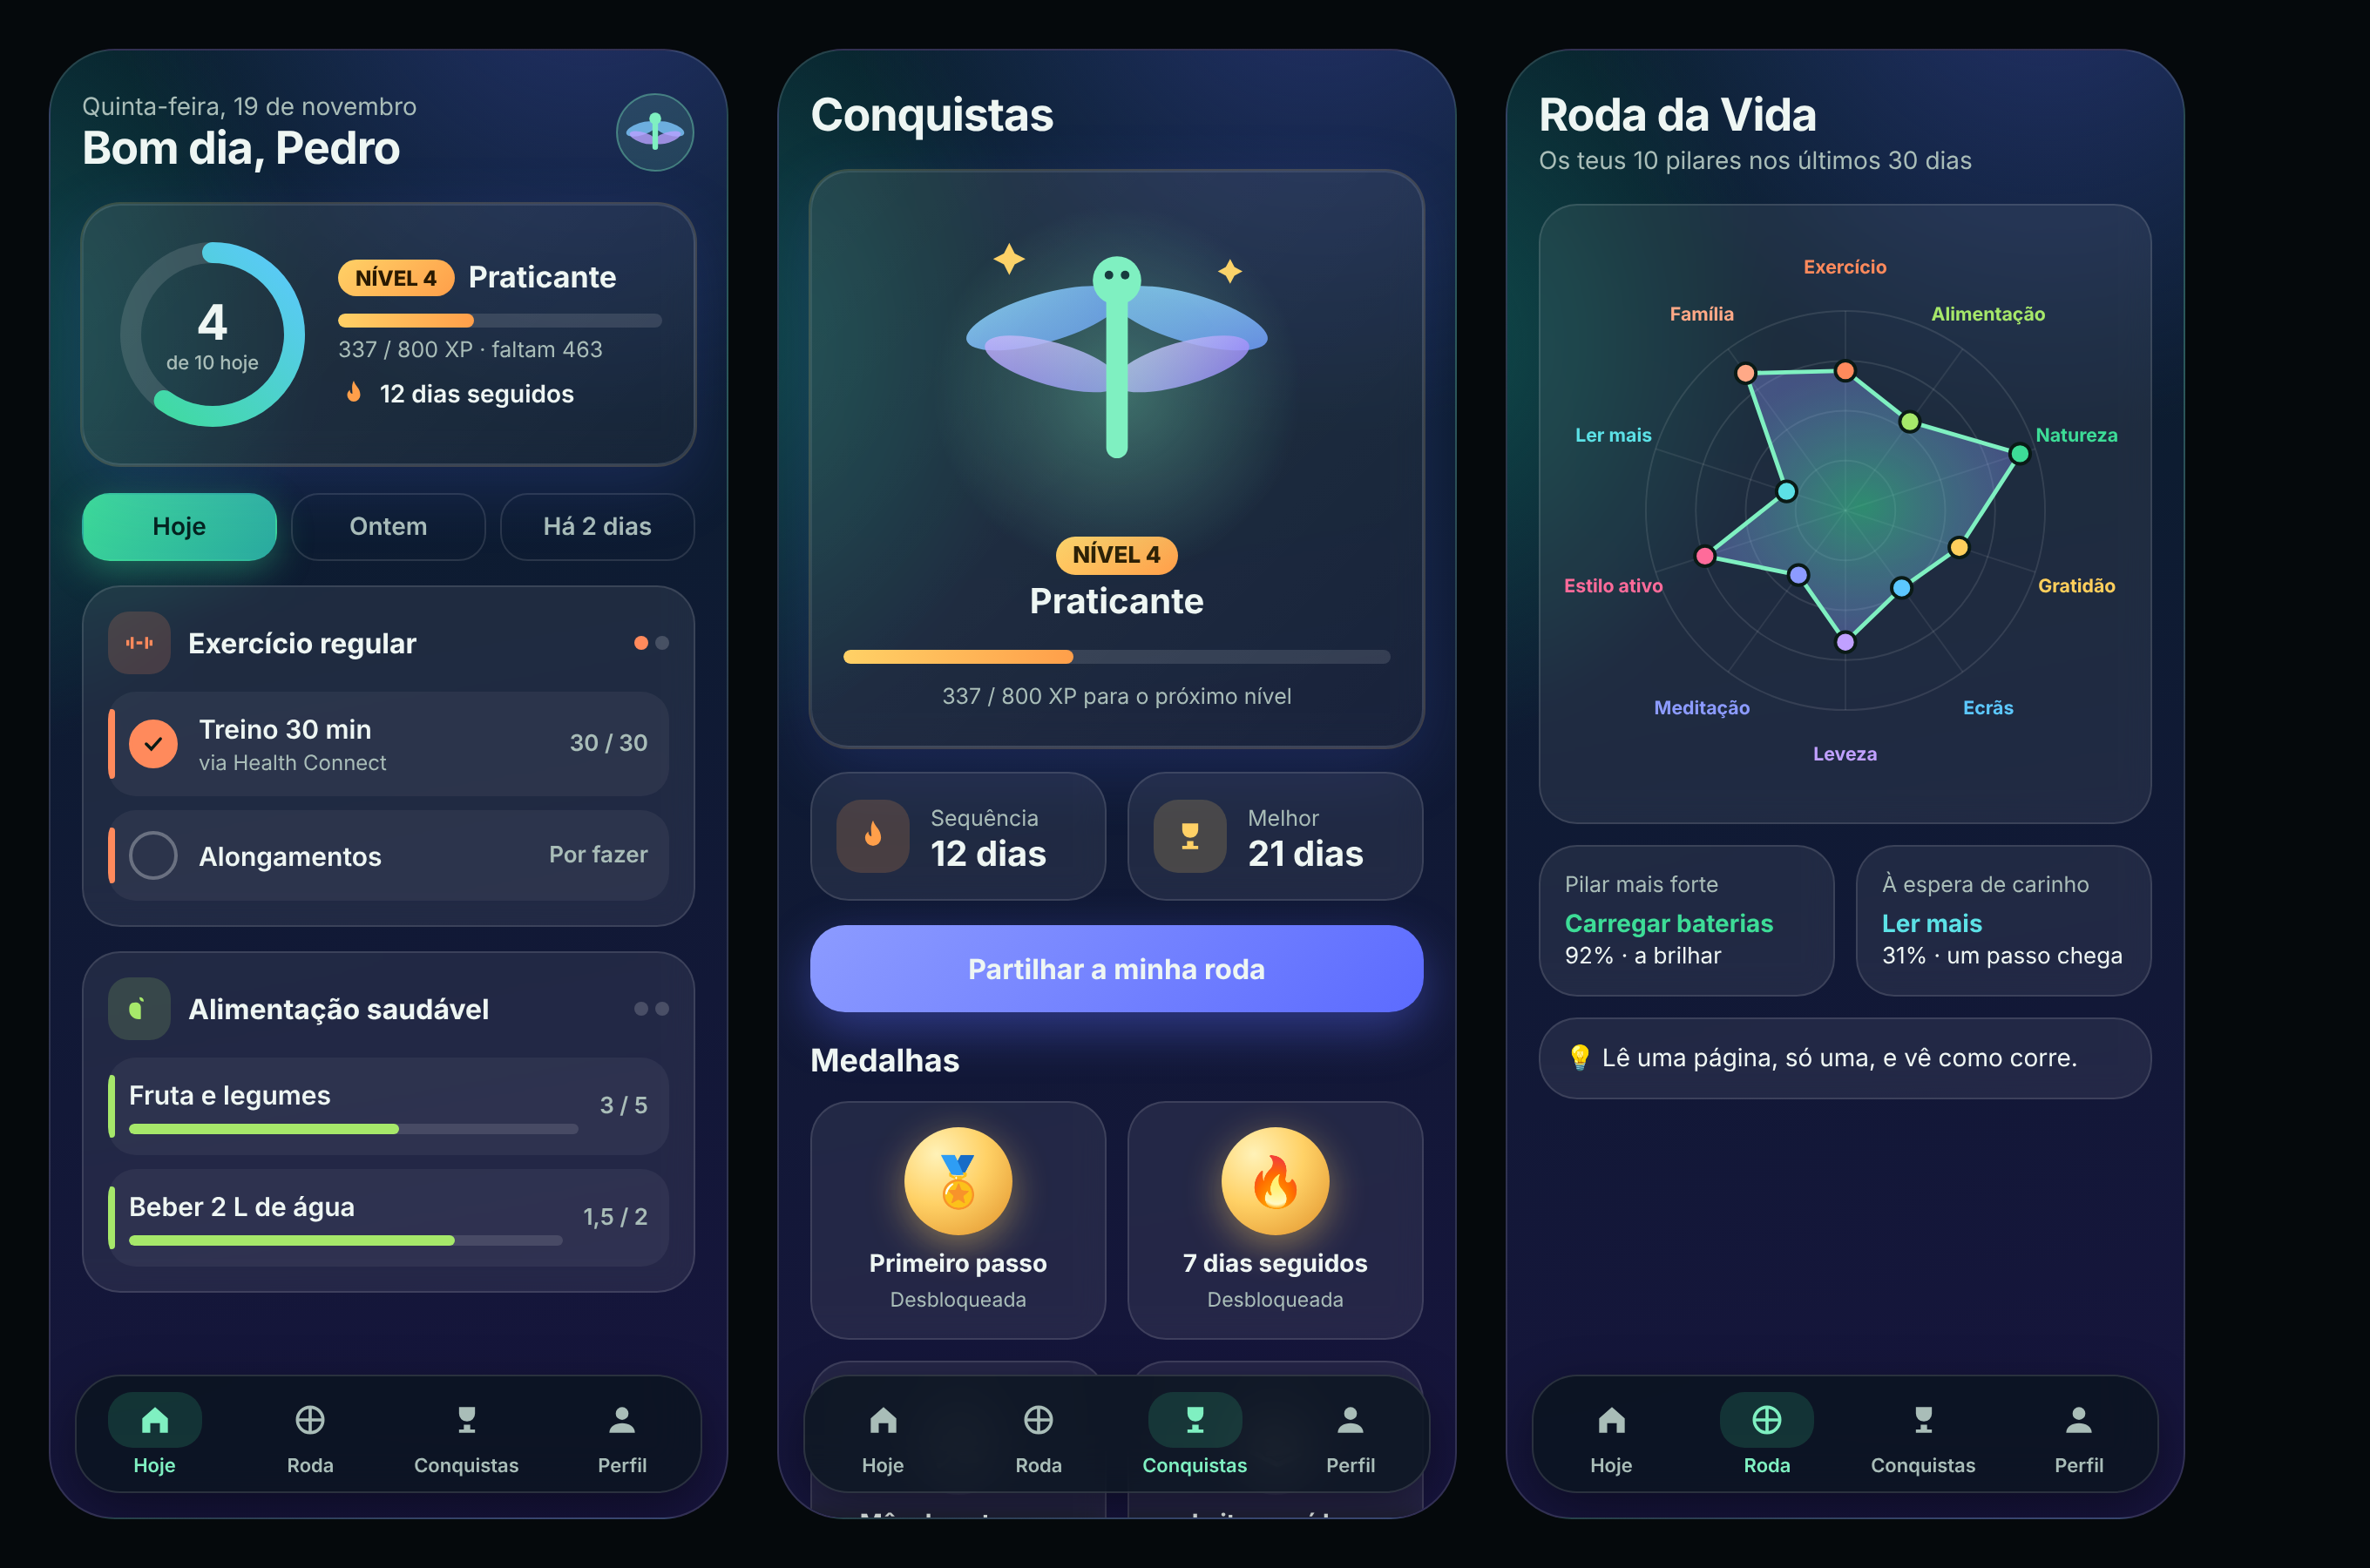 Quinta-feira, 19 de novembro
Bom dia, Pedro
4
de 10 hoje
NÍVEL 4 Praticante
337 / 800 XP · faltam 463
12 dias seguidos
Hoje Ontem Há 2 dias
Exercício regular
Treino 30 min
via Health Connect
30 / 30
Alongamentos
Por fazer
Alimentação saudável
Fruta e legumes
3 / 5
Beber 2 L de água
1,5 / 2
Hoje Roda Conquistas Perfil
Conquistas
NÍVEL 4
Praticante
337 / 800 XP para o próximo nível
Sequência
12 dias
Melhor
21 dias
Partilhar a minha roda
Medalhas
Primeiro passo
Desbloqueada
7 dias seguidos
Desbloqueada
Hoje Roda Conquistas Perfil
Roda da Vida
Os teus 10 pilares nos últimos 30 dias
Exercício
Família
Alimentação
Ler mais
Natureza
Estilo ativo
Gratidão
Meditação
Ecrãs
Leveza
Pilar mais forte
Carregar baterias
92% · a brilhar
À espera de carinho
Ler mais
31% · um passo chega
💡 Lê uma página, só uma, e vê como corre.
Hoje Roda Conquistas Perfil